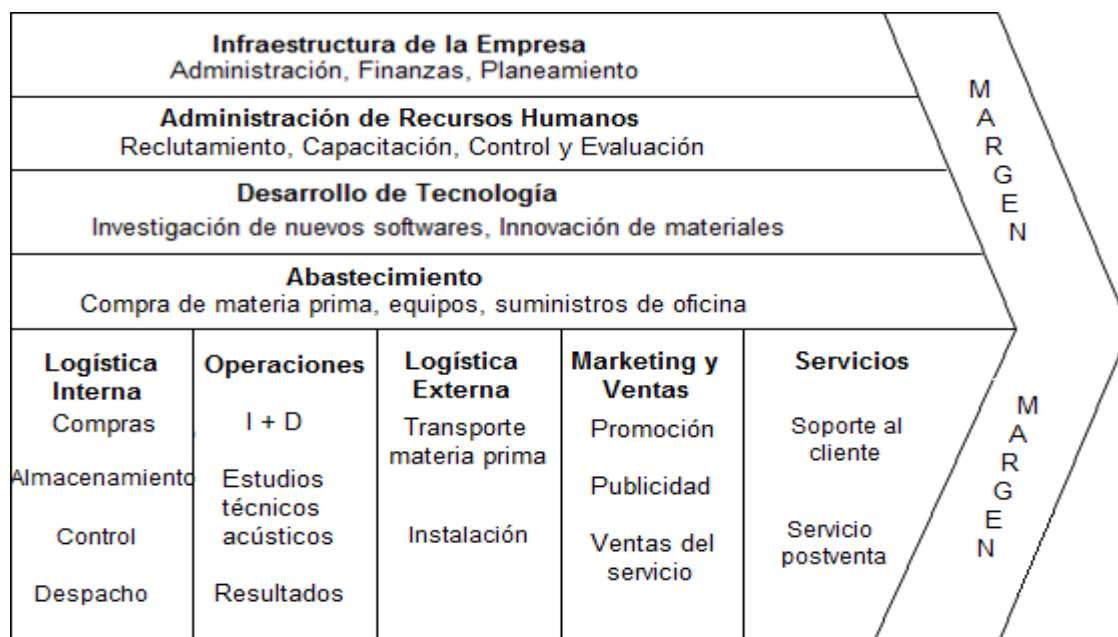 Infraestructura de la Empresa
Administración, Finanzas, Planeamiento
Administración de Recursos Humanos
Reclutamiento, Capacitación, Control y Evaluación
Desarrollo de Tecnología
Investigación de nuevos softwares, Innovación de materiales
Abastecimiento
Compra de materia prima, equipos, suministros de oficina
MARGEN
Logística
Interna
Compras
Almacenamiento
Control
Despacho
Operaciones
I + D
Estudios
técnicos
acústicos
Resultados
Logística
Externa
Transporte
materia prima
Instalación
Marketing y
Ventas
Promoción
Publicidad
Ventas del
servicio
Servicios
Soporte al
cliente
Servicio
postventa
MARGEN